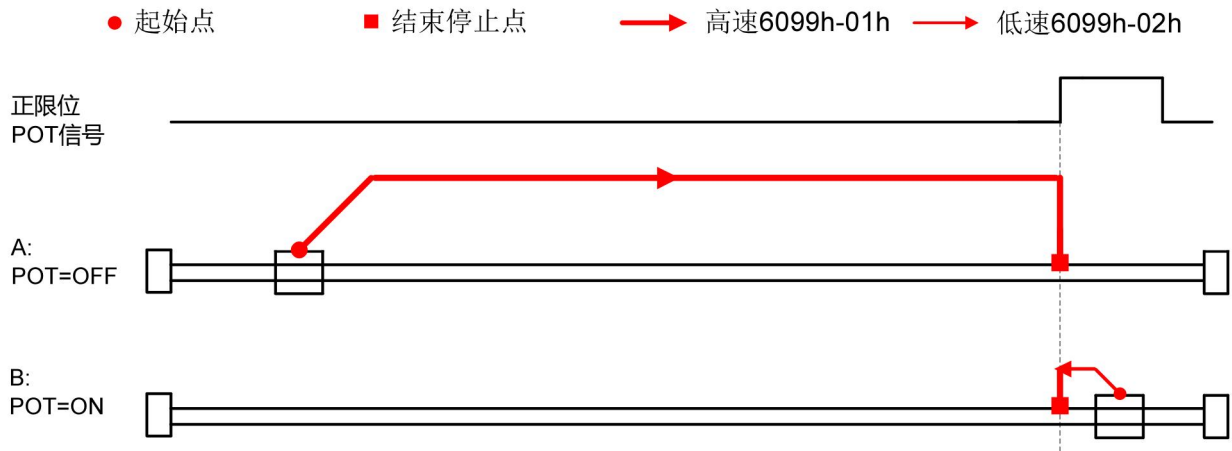 起始点
结束停止点
高速6099h-01h
低速6099h-02h
正限位
POT信号
A:
POT=OFF
B:
POT=ON